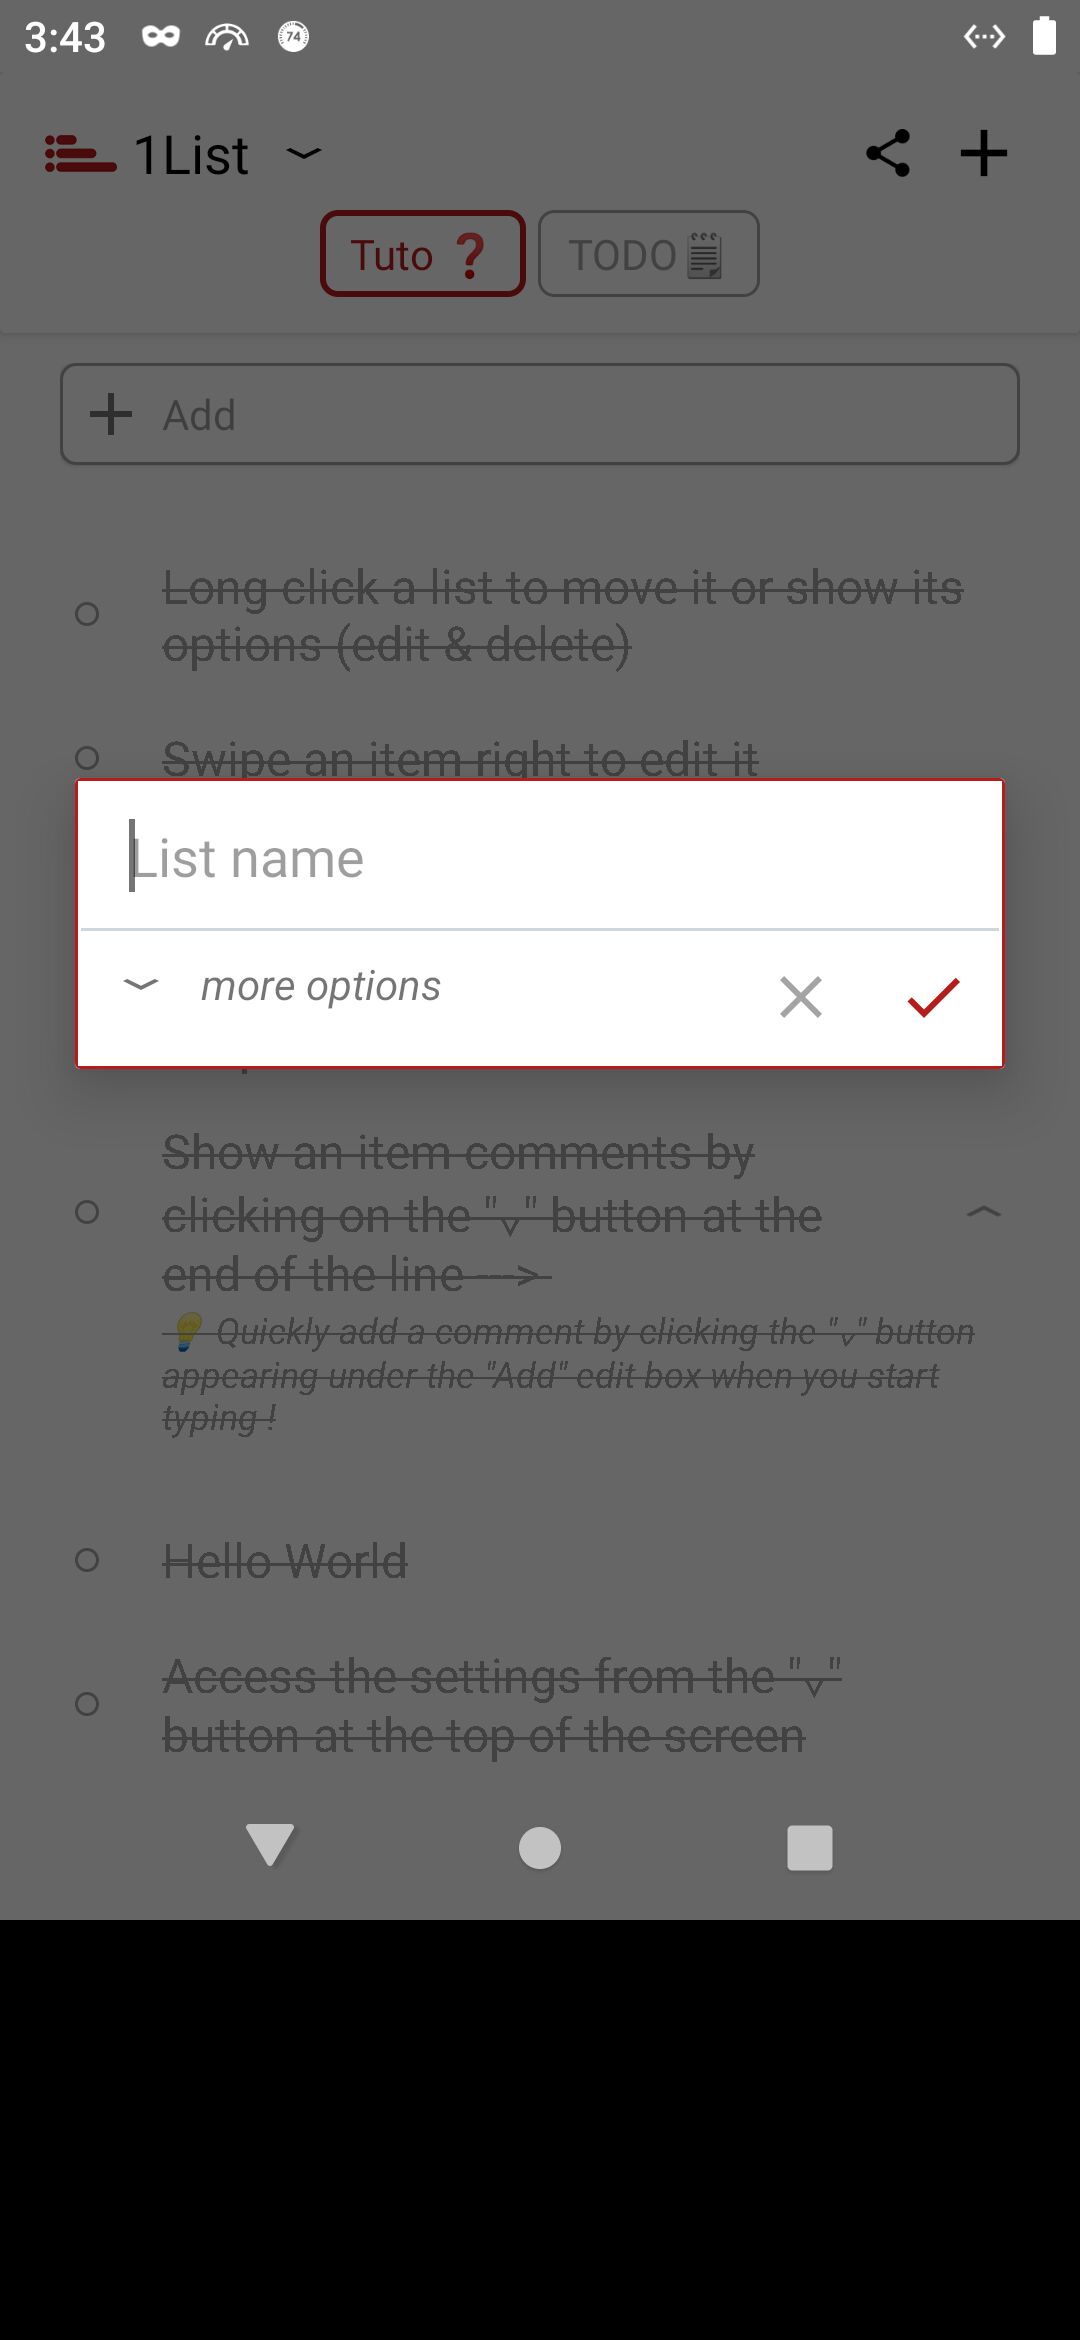 3:43
74
1List
Tuto ❓
TODO🗒
Add
Long click a list to move it or show its
options (edit & delete)
Swipe an item right to edit it
List name
more options
Show an item comments by
clicking on the "⌄" button at the
end of the line --->
💡 Quickly add a comment by clicking the "⌄" button
appearing under the "Add" edit box when you start
typing !
Hello World
Access the settings from the "⌄"
button at the top of the screen